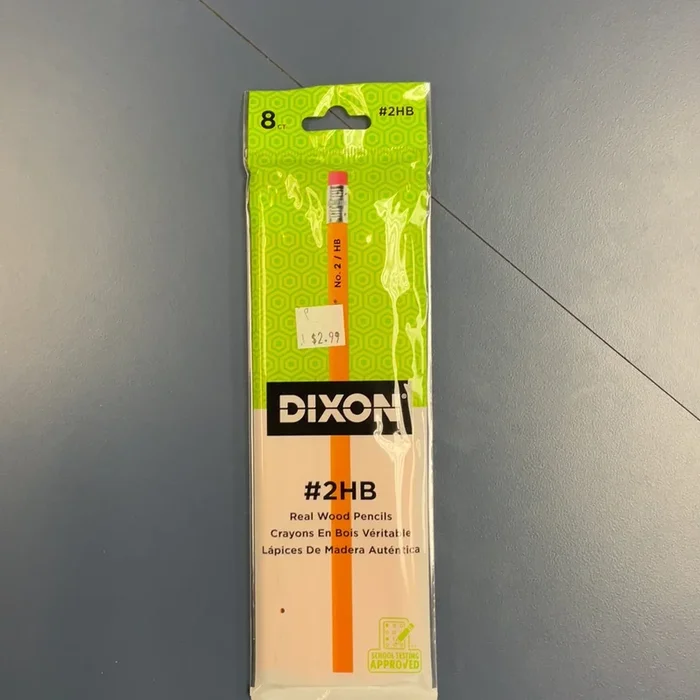 8 CT
#2HB
No. 2 / HB
$2.99
DIXON
#2HB
Real Wood Pencils
Crayons En Bois Véritable
Lápices De Madera Auténtica
SCHOOL TESTING
APPROVED